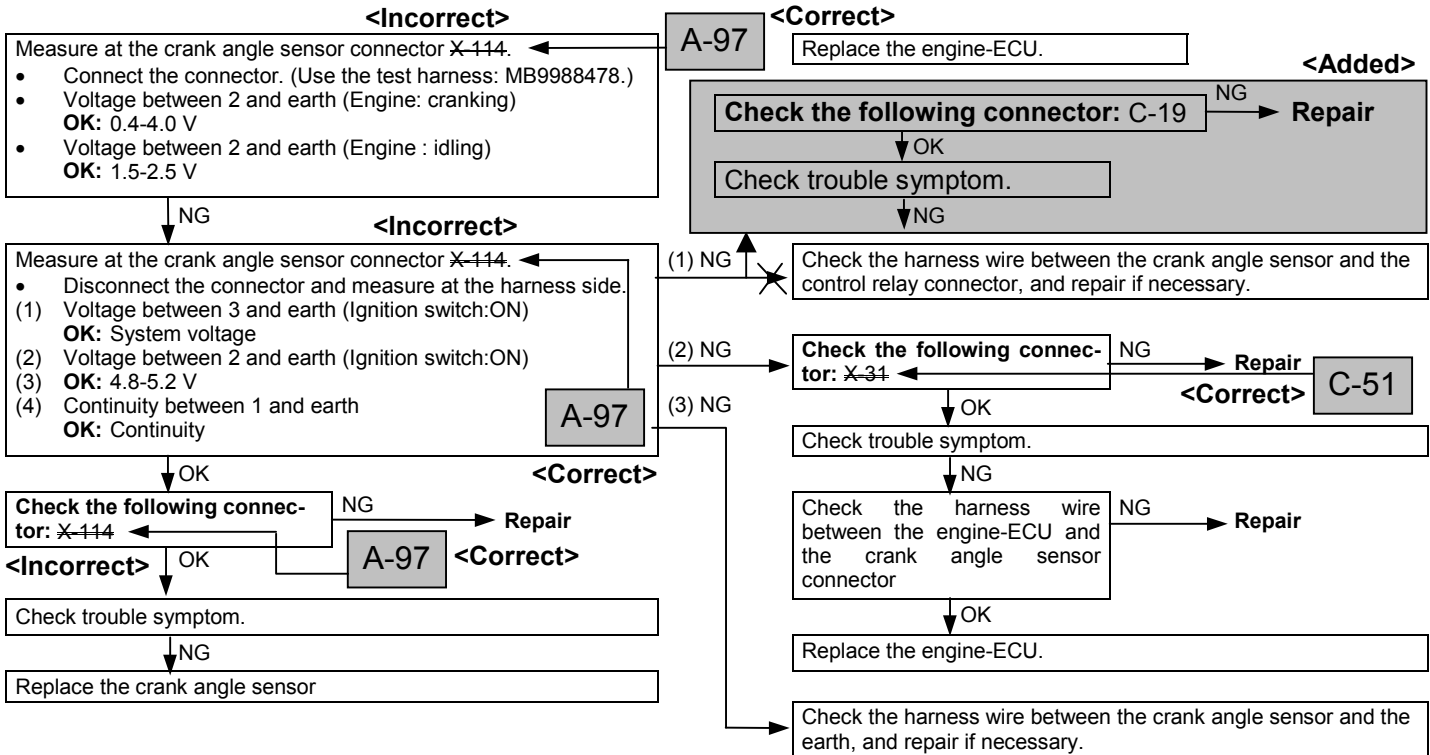 <Incorrect>
Measure at the crank angle sensor connector X-114.
• Connect the connector. (Use the test harness: MB9988478.)
• Voltage between 2 and earth (Engine: cranking)
OK: 0.4-4.0 V
• Voltage between 2 and earth (Engine : idling)
OK: 1.5-2.5 V
A-97
<Correct>
Replace the engine-ECU.
<Added>
Check the following connector: C-19
NG
Repair
OK
Check trouble symptom.
NG
NG
<Incorrect>
Measure at the crank angle sensor connector X-114.
• Disconnect the connector and measure at the harness side.
(1) Voltage between 3 and earth (Ignition switch:ON)
OK: System voltage
(2) Voltage between 2 and earth (Ignition switch:ON)
(3) OK: 4.8-5.2 V
(4) Continuity between 1 and earth
OK: Continuity
A-97
<Correct>
(1) NG
Check the harness wire between the crank angle sensor and the
control relay connector, and repair if necessary.
(2) NG
Check the following connec-
tor: X-31
NG
Repair
<Correct>
C-51
OK
Check trouble symptom.
NG
Check the harness wire
between the engine-ECU and
the crank angle sensor
connector
NG
Repair
OK
Replace the engine-ECU.
(3) NG
Check the harness wire between the crank angle sensor and the
earth, and repair if necessary.
OK
Check the following connec-
tor: X-114
NG
Repair
A-97
<Correct>
<Incorrect>
OK
Check trouble symptom.
NG
Replace the crank angle sensor